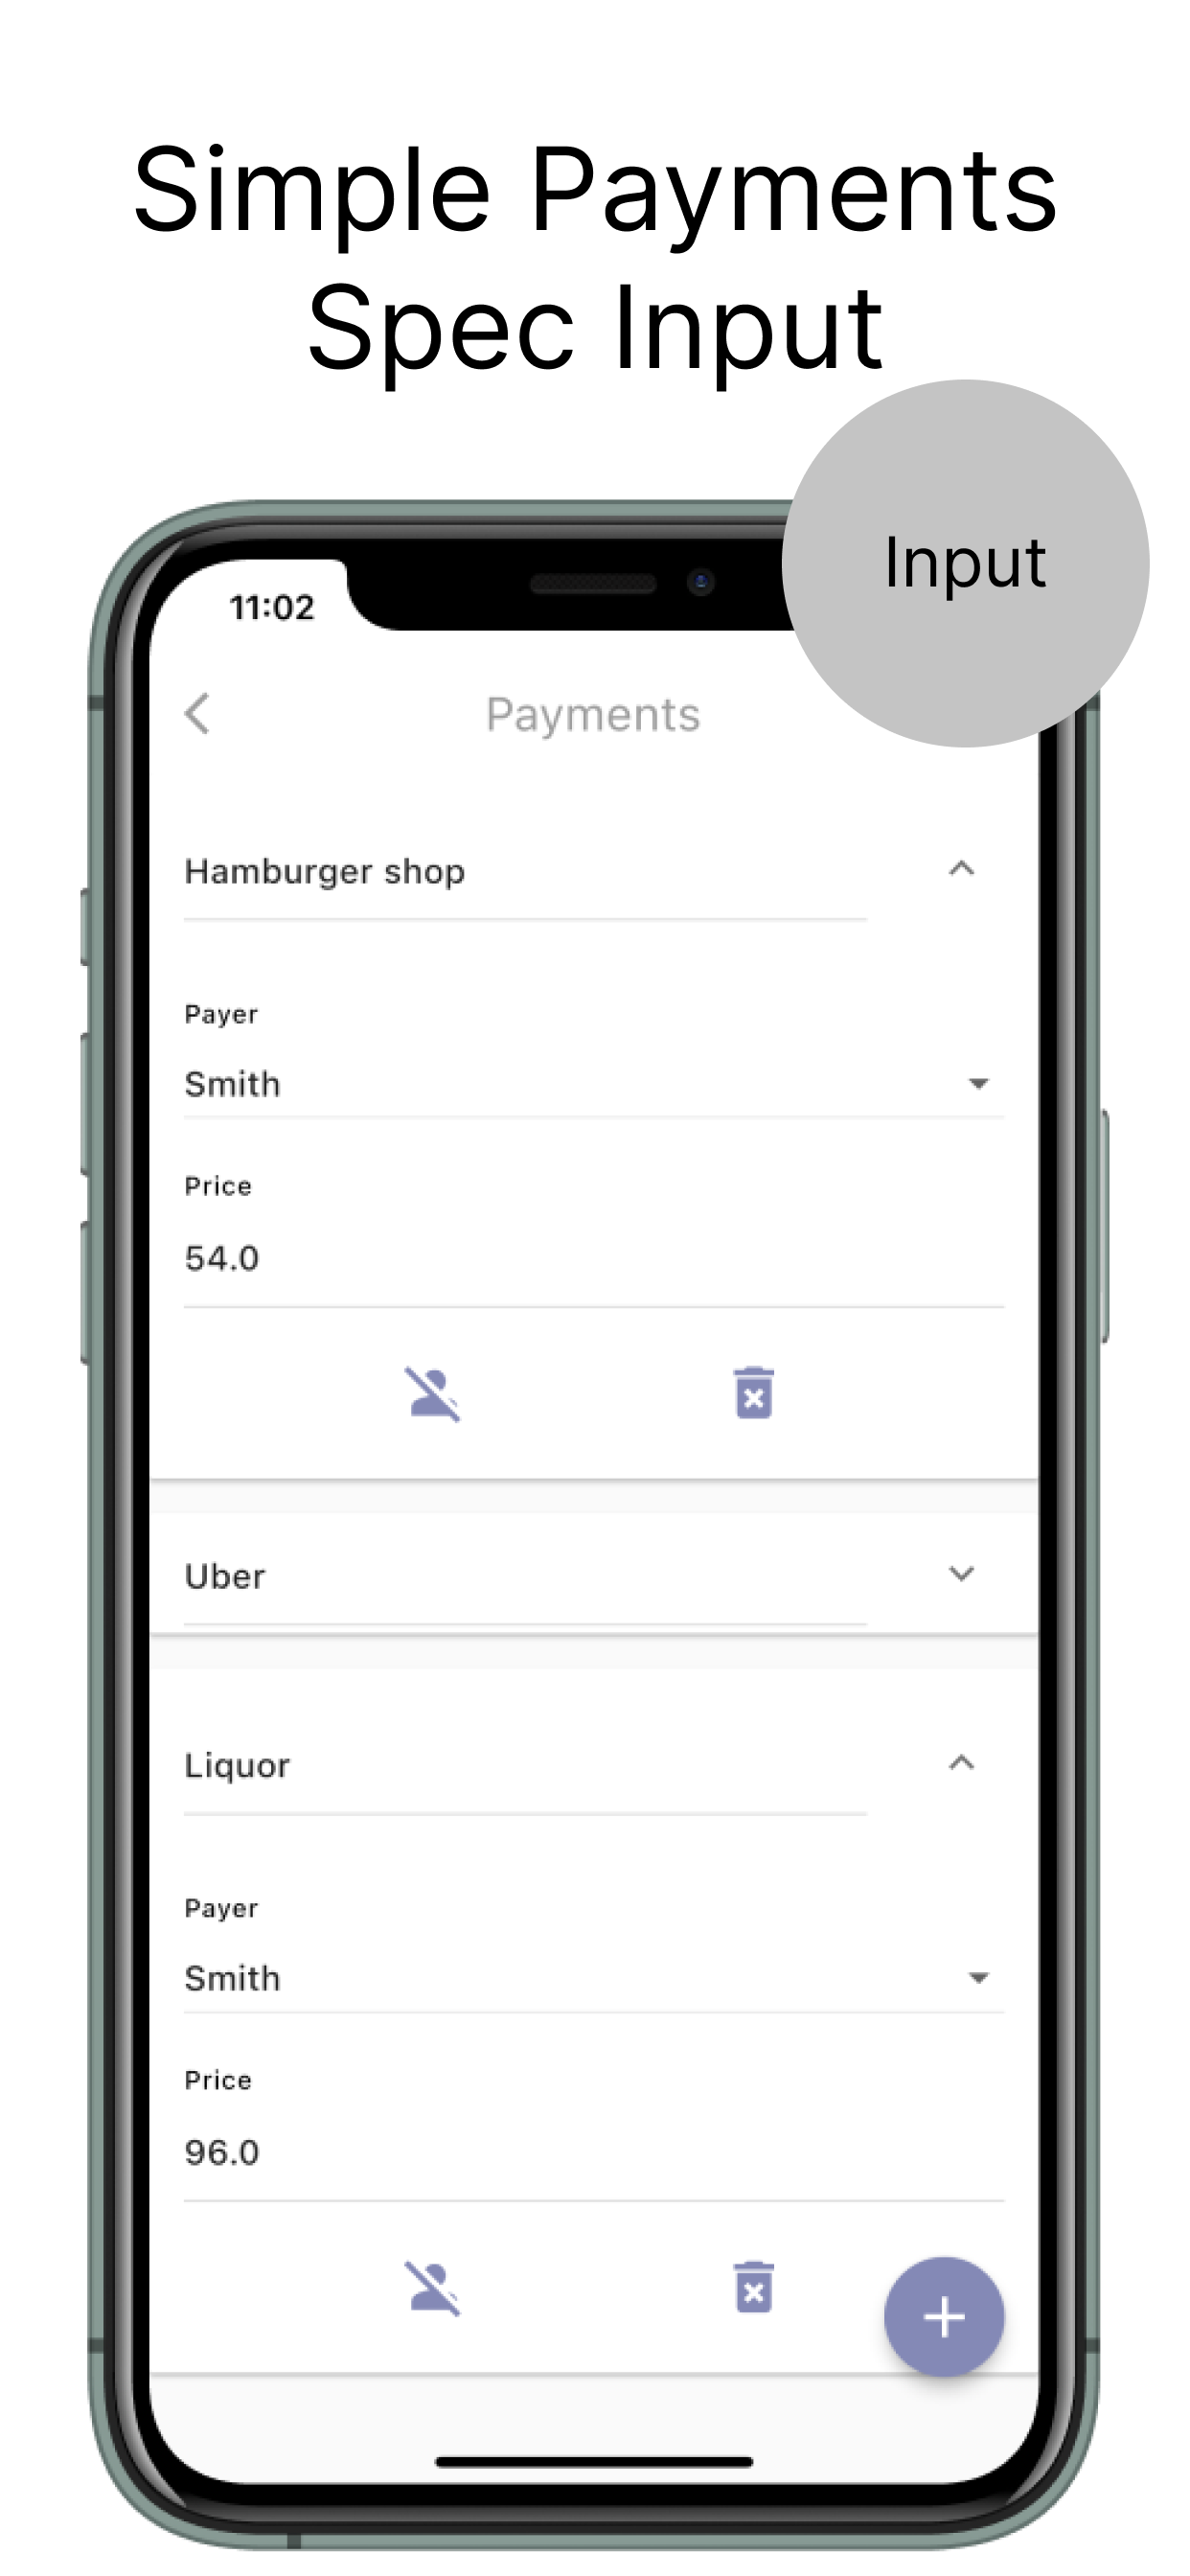 Simple Payments
Spec Input
Input
11:02
Payments
Hamburger shop
Payer
Smith
Price
54.0
Uber
Liquor
Payer
Smith
Price
96.0